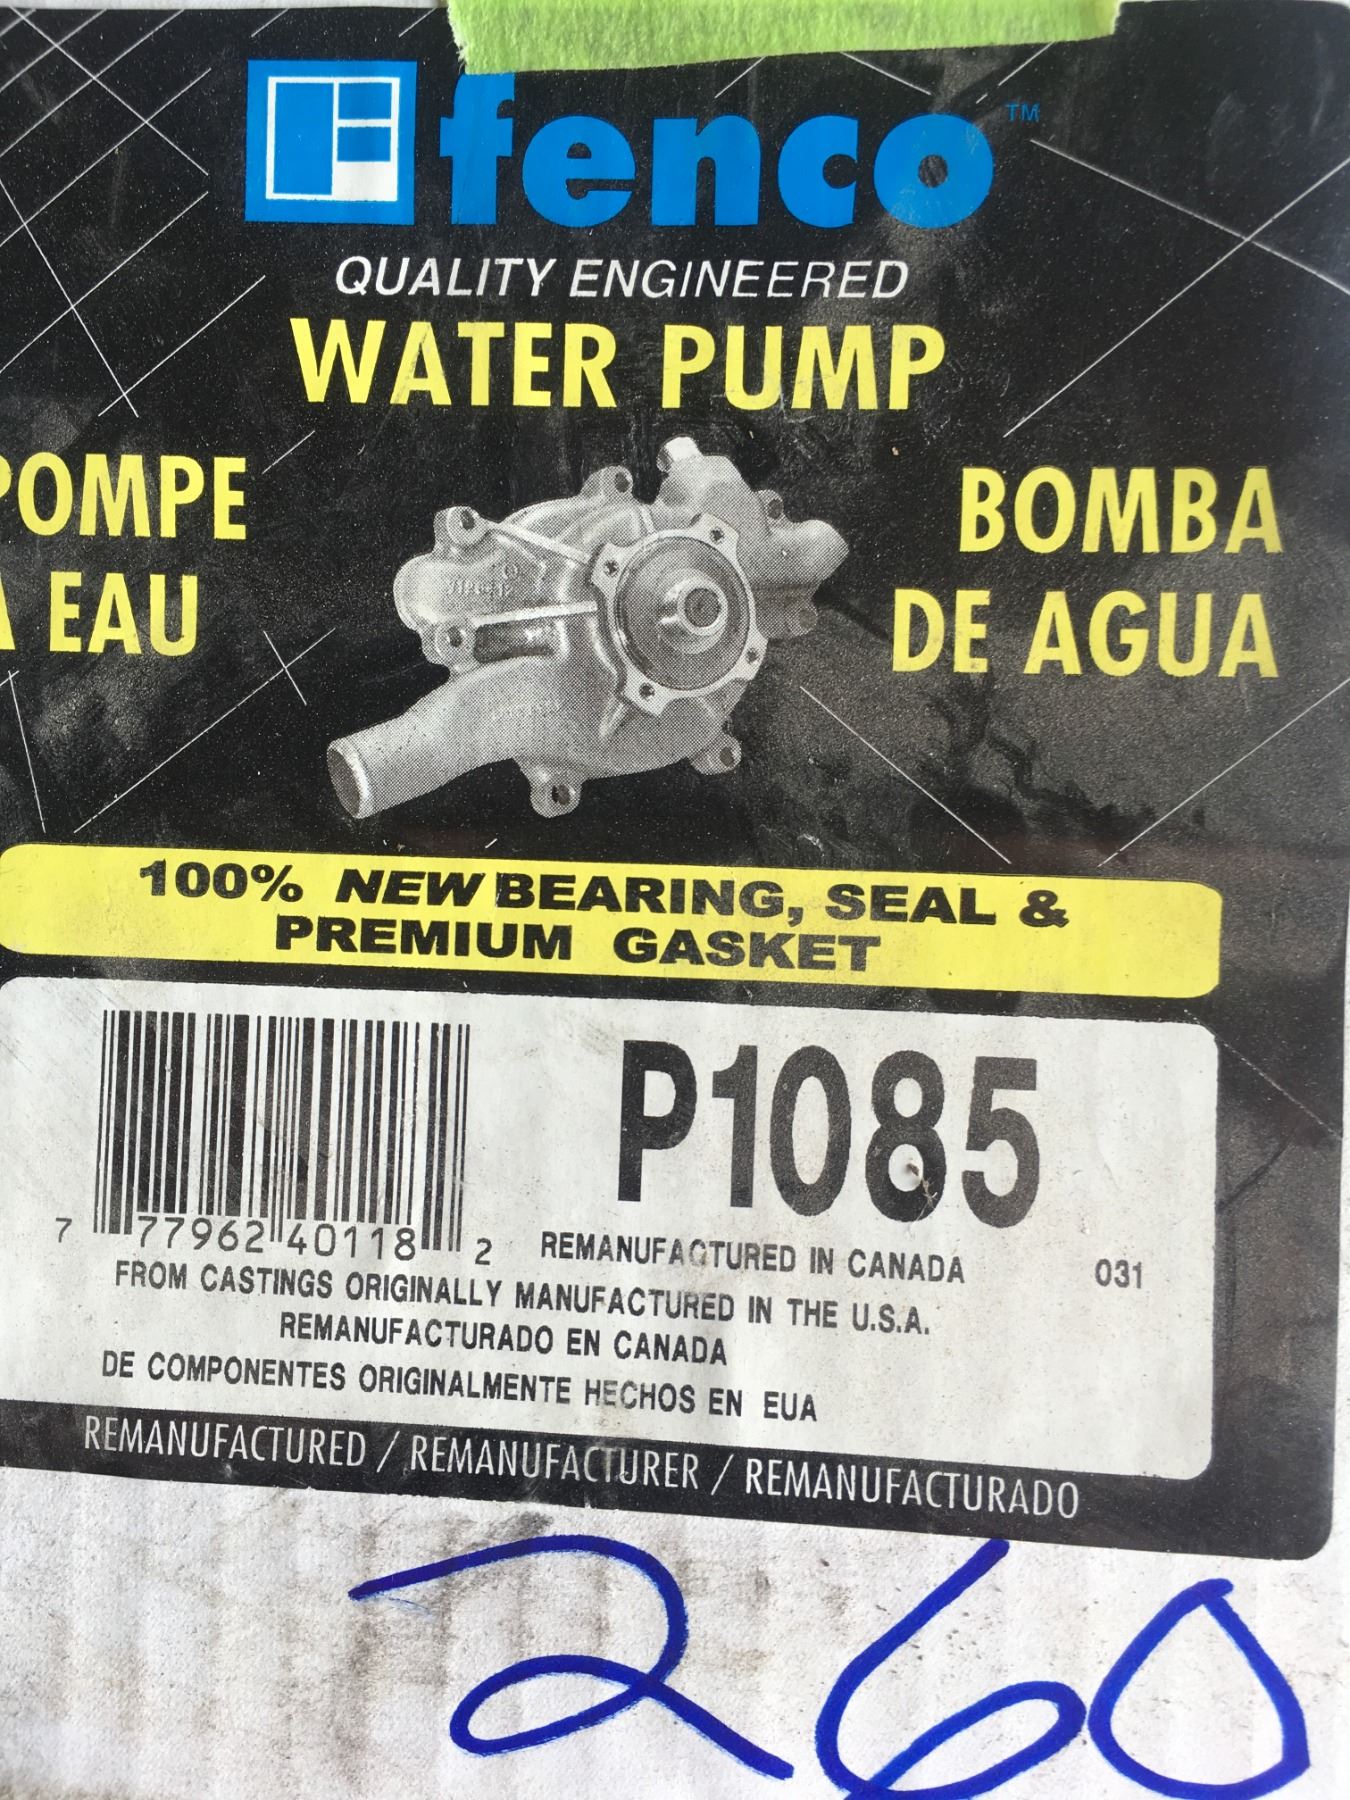 fenco™
QUALITY ENGINEERED
WATER PUMP
POMPE
À EAU
BOMBA
DE AGUA
100% NEW BEARING, SEAL &
PREMIUM GASKET
P1085
7 77962 40118 2
REMANUFACTURED IN CANADA 031
FROM CASTINGS ORIGINALLY MANUFACTURED IN THE U.S.A.
REMANUFACTURADO EN CANADA
DE COMPONENTES ORIGINALMENTE HECHOS EN EUA
REMANUFACTURED / REMANUFACTURER / REMANUFACTURADO
260